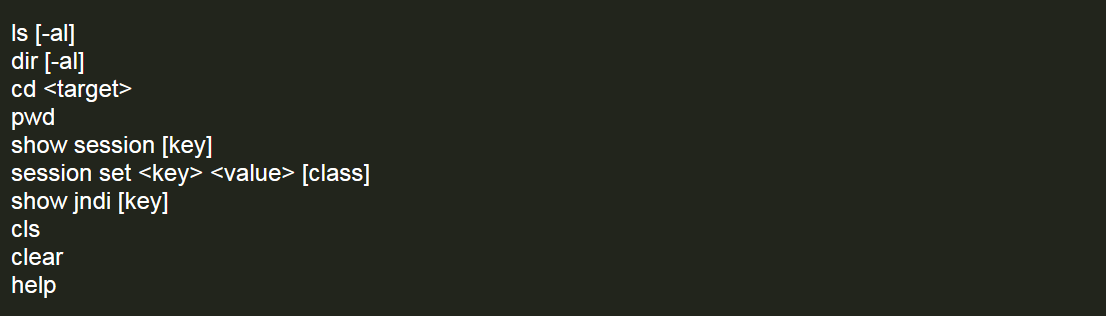 ls [-al]
dir [-al]
cd <target>
pwd
show session [key]
session set <key> <value> [class]
show jndi [key]
cls
clear
help